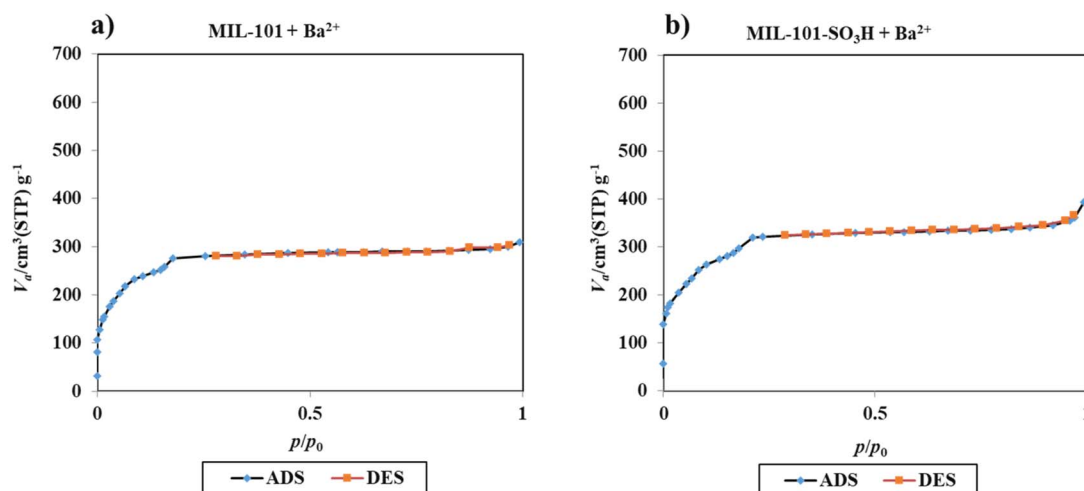 a)
MIL-101 + Ba²⁺
700
600
500
400
300
200
100
0
Vₐ/cm³(STP) g⁻¹
0
0.5
1
p/p₀
ADS
DES
b)
MIL-101-SO₃H + Ba²⁺
700
600
500
400
300
200
100
0
Vₐ/cm³(STP) g⁻¹
0
0.5
1
p/p₀
ADS
DES